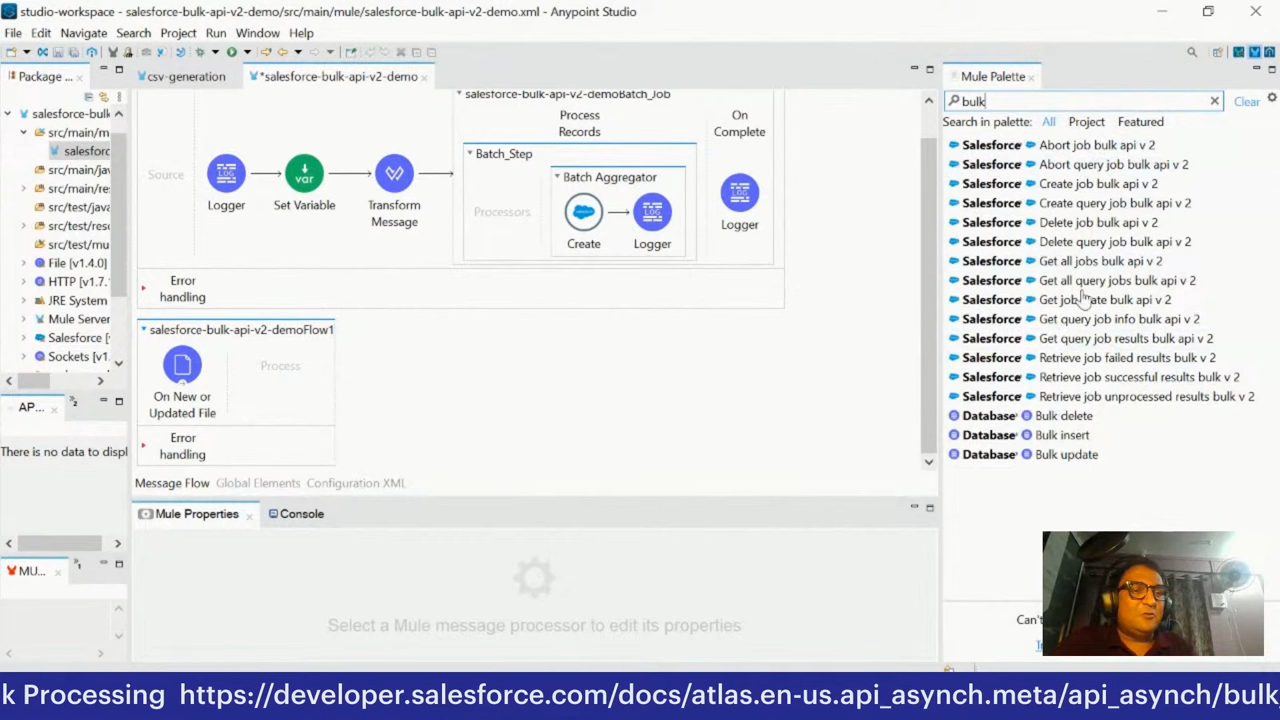 studio-workspace - salesforce-bulk-api-v2-demo/src/main/mule/salesforce-bulk-api-v2-demo.xml - Anypoint Studio
File Edit Navigate Search Project Run Window Help
Package ...
csv-generation
*salesforce-bulk-api-v2-demo
Mule Palette
salesforce-bulk
src/main/m
salesforc
src/main/jav
src/main/res
src/test/java
src/test/reso
src/test/mu
File [v1.4.0]
HTTP [v1.7.
JRE System
Mule Server
Salesforce [
Sockets [v1.
AP...
There is no data to displ
MU...
salesforce-bulk-api-v2-demoBatch_Job
Process
Records
On
Complete
Batch_Step
Batch Aggregator
Source
LOG
Logger
var
Set Variable
Transform
Message
Processors
Create
LOG
Logger
LOG
Logger
Error
handling
salesforce-bulk-api-v2-demoFlow1
On New or
Updated File
Process
Error
handling
Message Flow Global Elements Configuration XML
Mule Properties
Console
Select a Mule message processor to edit its properties
bulk
Clear
Search in palette: All Project Featured
Salesforce Abort job bulk api v 2
Salesforce Abort query job bulk api v 2
Salesforce Create job bulk api v 2
Salesforce Create query job bulk api v 2
Salesforce Delete job bulk api v 2
Salesforce Delete query job bulk api v 2
Salesforce Get all jobs bulk api v 2
Salesforce Get all query jobs bulk api v 2
Salesforce Get job ate bulk api v 2
Salesforce Get query job info bulk api v 2
Salesforce Get query job results bulk api v 2
Salesforce Retrieve job failed results bulk v 2
Salesforce Retrieve job successful results bulk v 2
Salesforce Retrieve job unprocessed results bulk v 2
Database Bulk delete
Database Bulk insert
Database Bulk update
Can't
k Processing https://developer.salesforce.com/docs/atlas.en-us.api_asynch.meta/api_asynch/bulk_